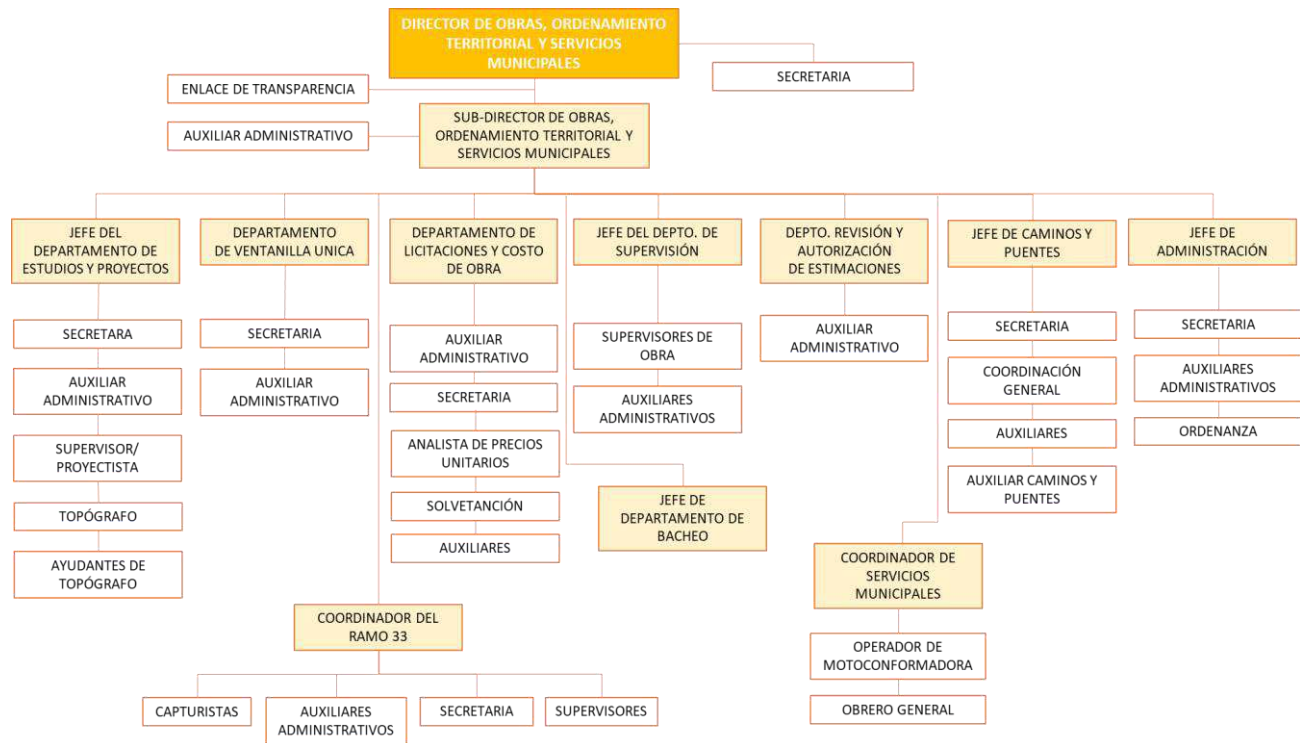 DIRECTOR DE OBRAS, ORDENAMIENTO
TERRITORIAL Y SERVICIOS
MUNICIPALES
SECRETARIA
ENLACE DE TRANSPARENCIA
SUB-DIRECTOR DE OBRAS,
ORDENAMIENTO TERRITORIAL Y
SERVICIOS MUNICIPALES
AUXILIAR ADMINISTRATIVO
JEFE DEL
DEPARTAMENTO DE
ESTUDIOS Y PROYECTOS
SECRETARA
AUXILIAR
ADMINISTRATIVO
SUPERVISOR/
PROYECTISTA
TOPÓGRAFO
AYUDANTES DE
TOPÓGRAFO
DEPARTAMENTO
DE VENTANILLA UNICA
SECRETARIA
AUXILIAR
ADMINISTRATIVO
DEPARTAMENTO DE
LICITACIONES Y COSTO
DE OBRA
AUXILIAR
ADMINISTRATIVO
SECRETARIA
ANALISTA DE PRECIOS
UNITARIOS
SOLVETANCIÓN
AUXILIARES
JEFE DEL DEPTO. DE
SUPERVISIÓN
SUPERVISORES DE
OBRA
AUXILIARES
ADMINISTRATIVOS
JEFE DE
DEPARTAMENTO DE
BACHEO
DEPTO. REVISIÓN Y
AUTORIZACIÓN
DE ESTIMACIONES
AUXILIAR
ADMINISTRATIVO
JEFE DE CAMINOS Y
PUENTES
SECRETARIA
COORDINACIÓN
GENERAL
AUXILIARES
AUXILIAR CAMINOS Y
PUENTES
JEFE DE
ADMINISTRACIÓN
SECRETARIA
AUXILIARES
ADMINISTRATIVOS
ORDENANZA
COORDINADOR DE
SERVICIOS
MUNICIPALES
OPERADOR DE
MOTOCONFORMADORA
OBRERO GENERAL
COORDINADOR DEL
RAMO 33
CAPTURISTAS
AUXILIARES
ADMINISTRATIVOS
SECRETARIA
SUPERVISORES